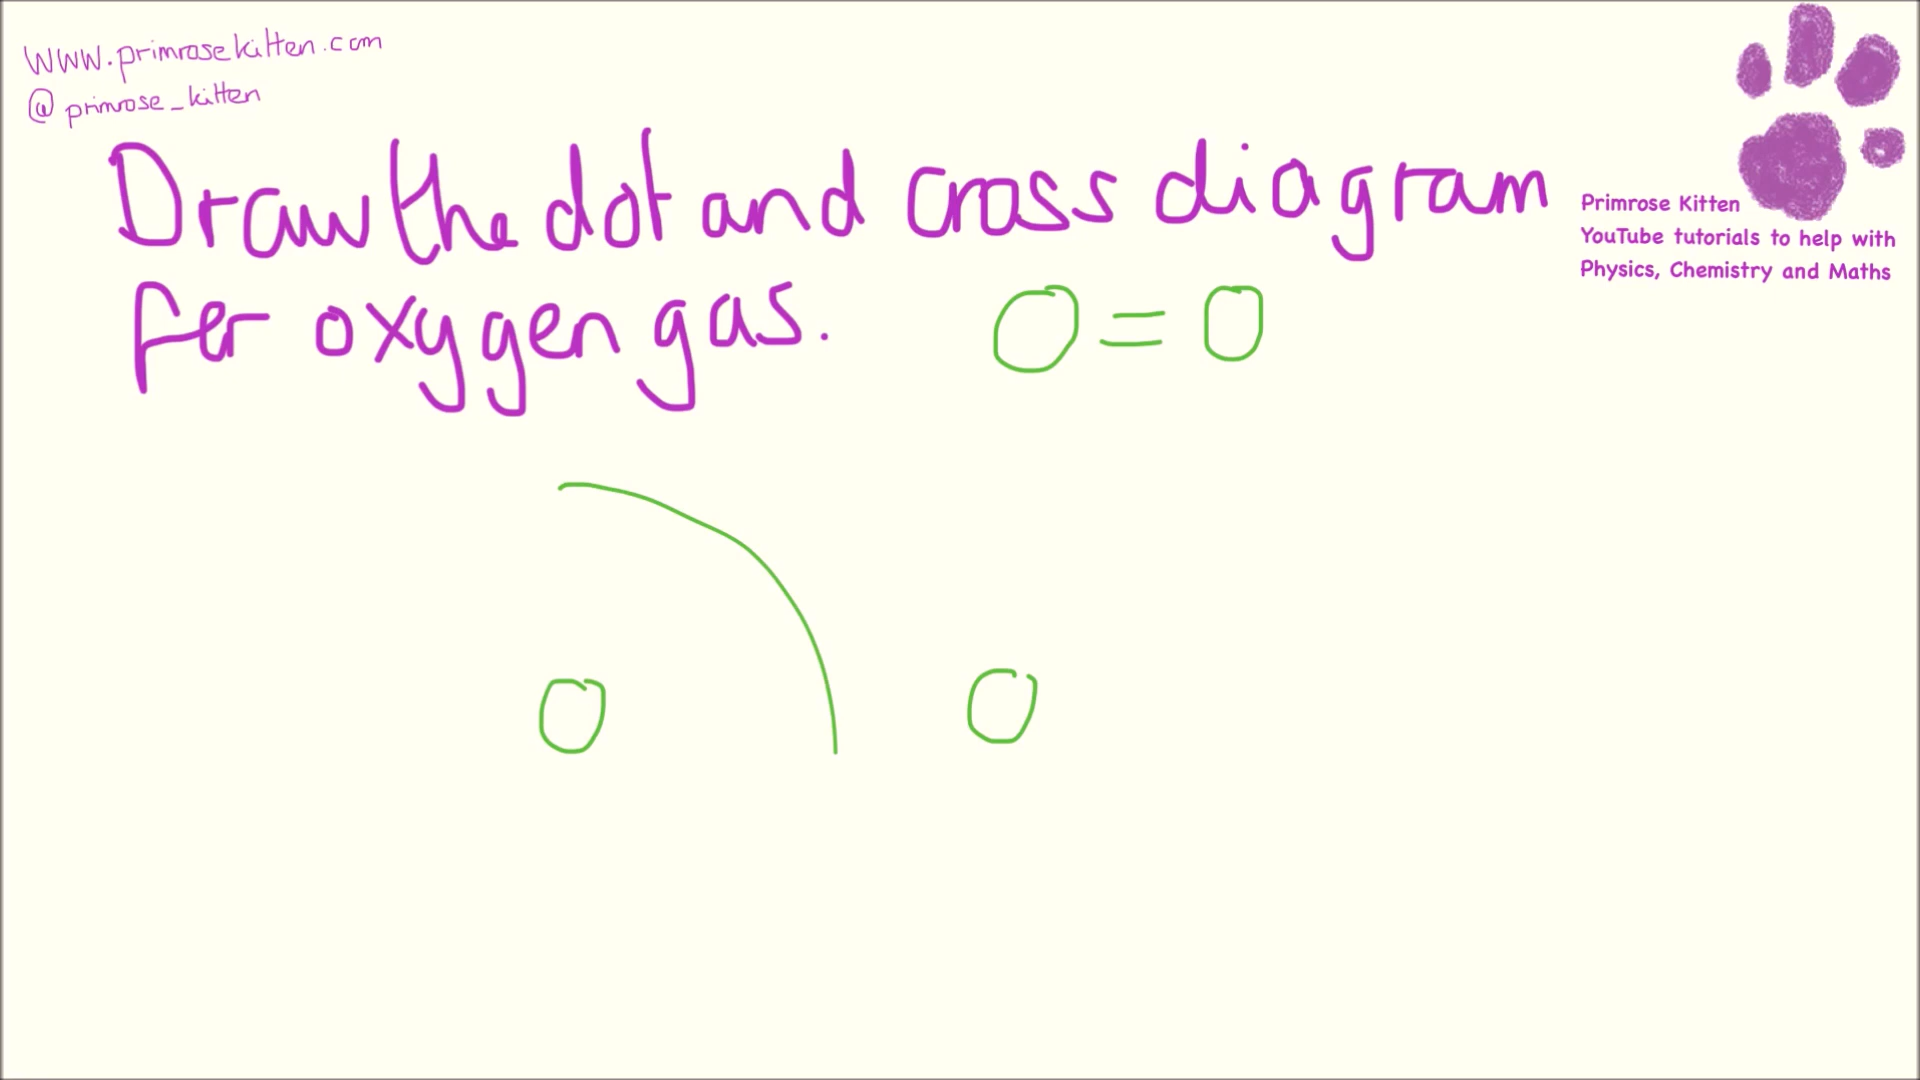 www.primrosekitten.com
@primrose_kitten
Draw the dot and cross diagram
for oxygen gas.
O=O
Primrose Kitten
YouTube tutorials to help with
Physics, Chemistry and Maths
O O